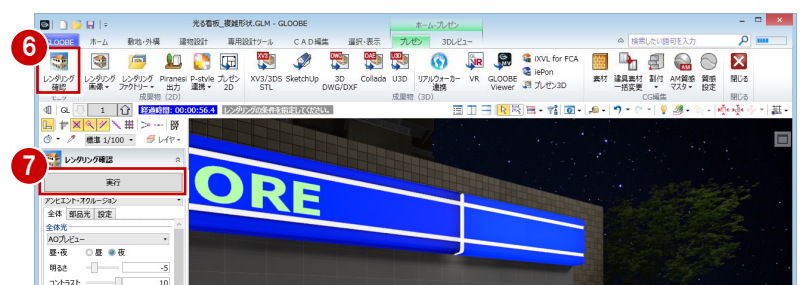 光る看板_複雑形状.GLM - GLOOBE
ホーム-プレゼン
6
GLOOBE ホーム 敷地・外構 建物設計 専用設計ツール CAD編集 選択・表示 プレゼン 3Dレビュー 検索したい語句を入力
レンダリング確認 レンダリング画像 レンダリングファクトリー Piranesi出力 P-style連携 プレゼン2D XV3/3DS STL SketchUp 3D DWG/DXF Collada U3D リアルウォーカー連携 VR GLOOBE Viewer IXVL for FCA iePon プレゼン3D 素材 建具素材一括変更 割付 AM質感マスタ 質感設定 閉じる
モニタ 成果物 (2D) 成果物 (3D) CG編集 閉じる
GL 1 経過時間: 00:00:56.4 レンダリングの条件を指定してください。
標準 1/100 レイヤ
7
レンダリング確認
実行
アンビエント・オクルージョン
全体 部品光 設定
全体光
AOプレビュー
昼・夜 昼 夜
明るさ -5
コントラスト 10
ORE